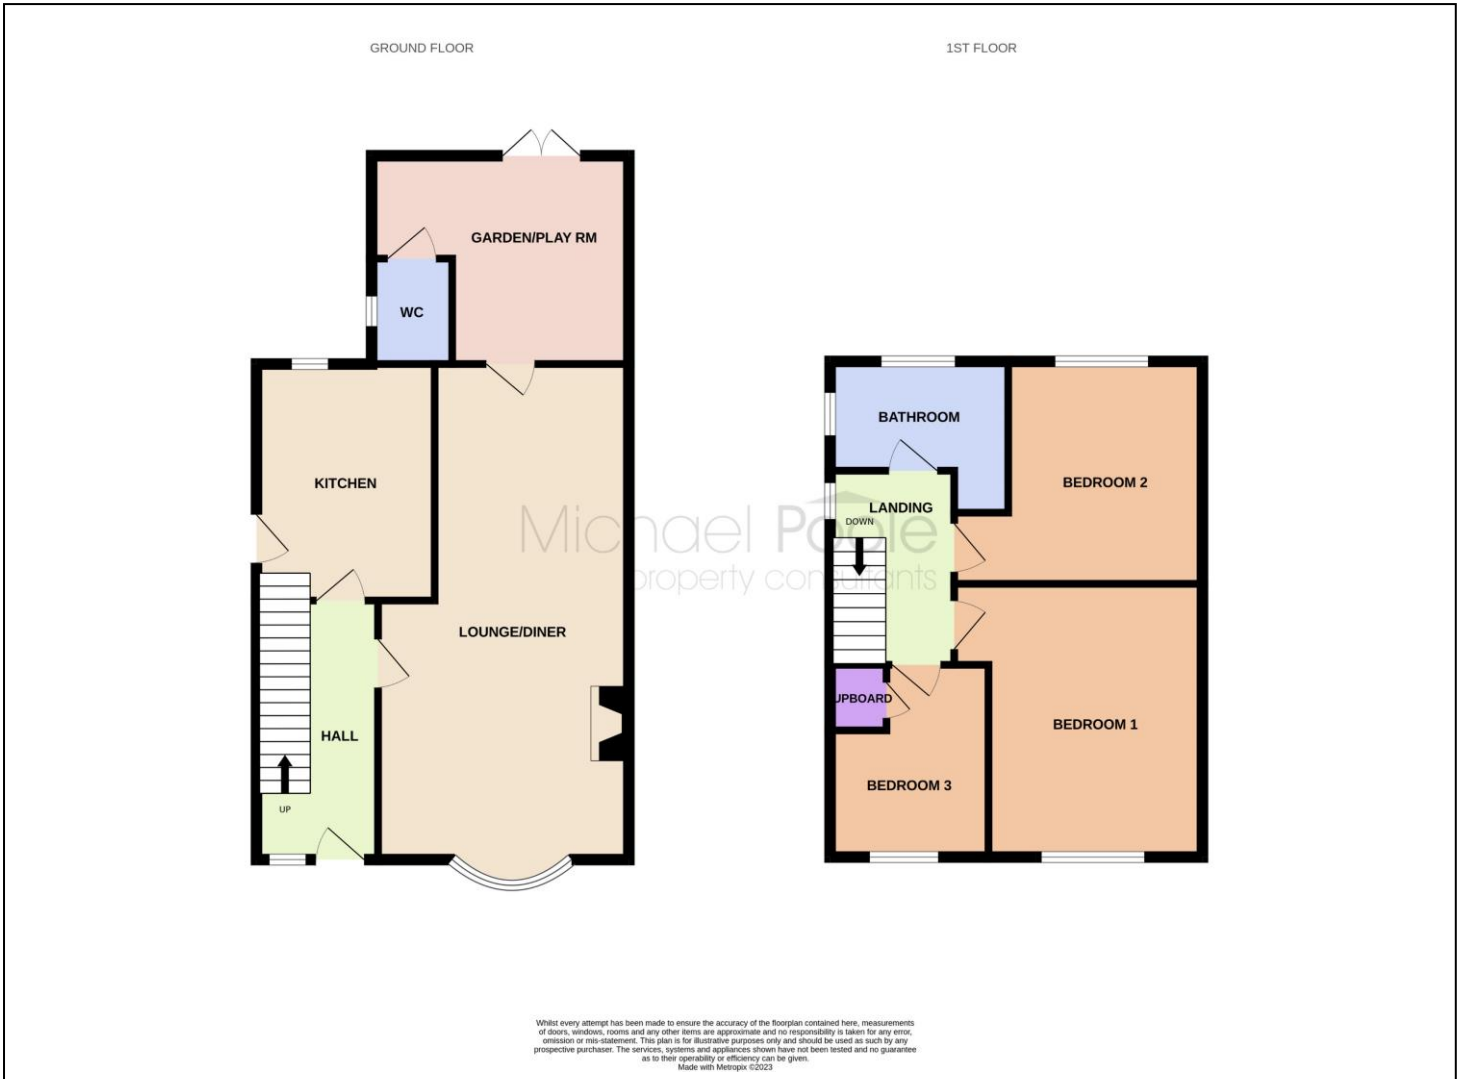 GROUND FLOOR
1ST FLOOR
GARDEN/PLAY RM
WC
KITCHEN
LOUNGE/DINER
HALL
UP
BATHROOM
BEDROOM 2
LANDING
DOWN
UPBOARD
BEDROOM 1
BEDROOM 3
Michael Poole
property consultants
Whilst every attempt has been made to ensure the accuracy of the floorplan contained here, measurements
of doors, windows, rooms and any other items are approximate and no responsibility is taken for any error,
omission or mis-statement. This plan is for illustrative purposes only and should be used as such by any
prospective purchaser. The services, systems and appliances shown have not been tested and no guarantee
as to their operability or efficiency can be given.
Made with Metropix ©2023